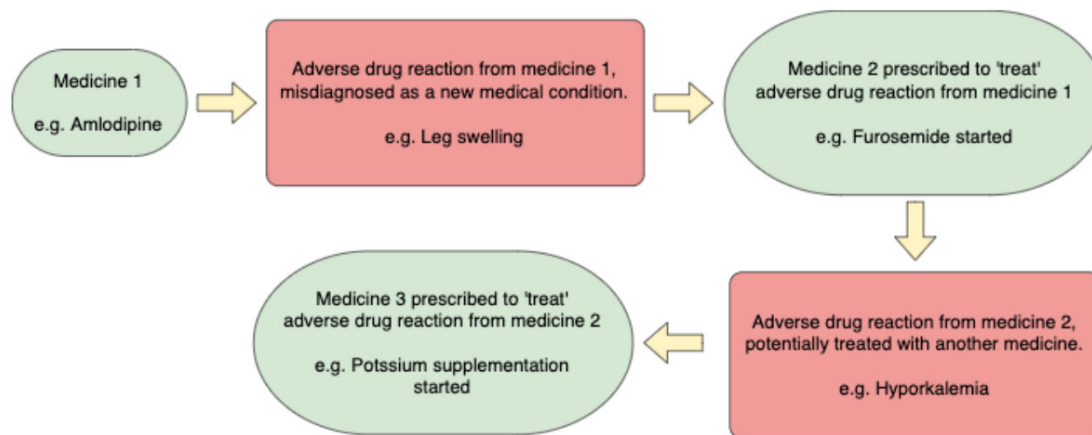 Medicine 1
e.g. Amlodipine
Adverse drug reaction from medicine 1,
misdiagnosed as a new medical condition.
e.g. Leg swelling
Medicine 2 prescribed to 'treat'
adverse drug reaction from medicine 1
e.g. Furosemide started
Adverse drug reaction from medicine 2,
potentially treated with another medicine.
e.g. Hyporkalemia
Medicine 3 prescribed to 'treat'
adverse drug reaction from medicine 2
e.g. Potssium supplementation
started